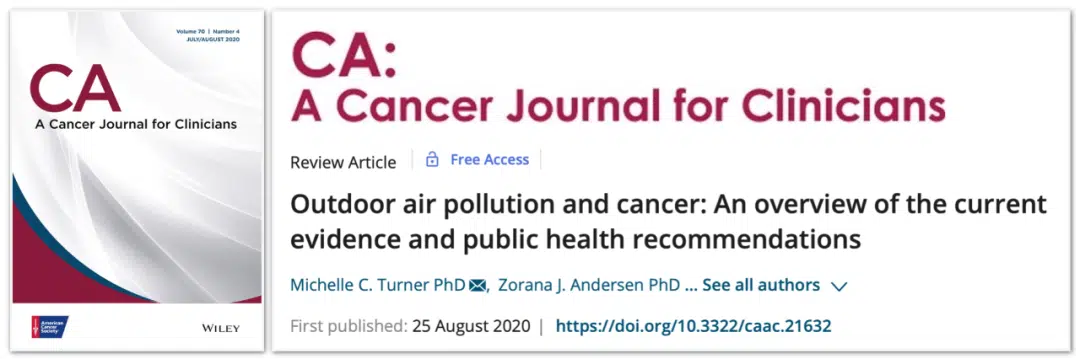 Volume 70 | Number 4
JULY/AUGUST 2020
CA
A Cancer Journal for Clinicians
American
Cancer
Society
WILEY
CA:
A Cancer Journal for Clinicians
Review Article
Free Access
Outdoor air pollution and cancer: An overview of the current
evidence and public health recommendations
Michelle C. Turner PhD, Zorana J. Andersen PhD ... See all authors
First published: 25 August 2020 | https://doi.org/10.3322/caac.21632